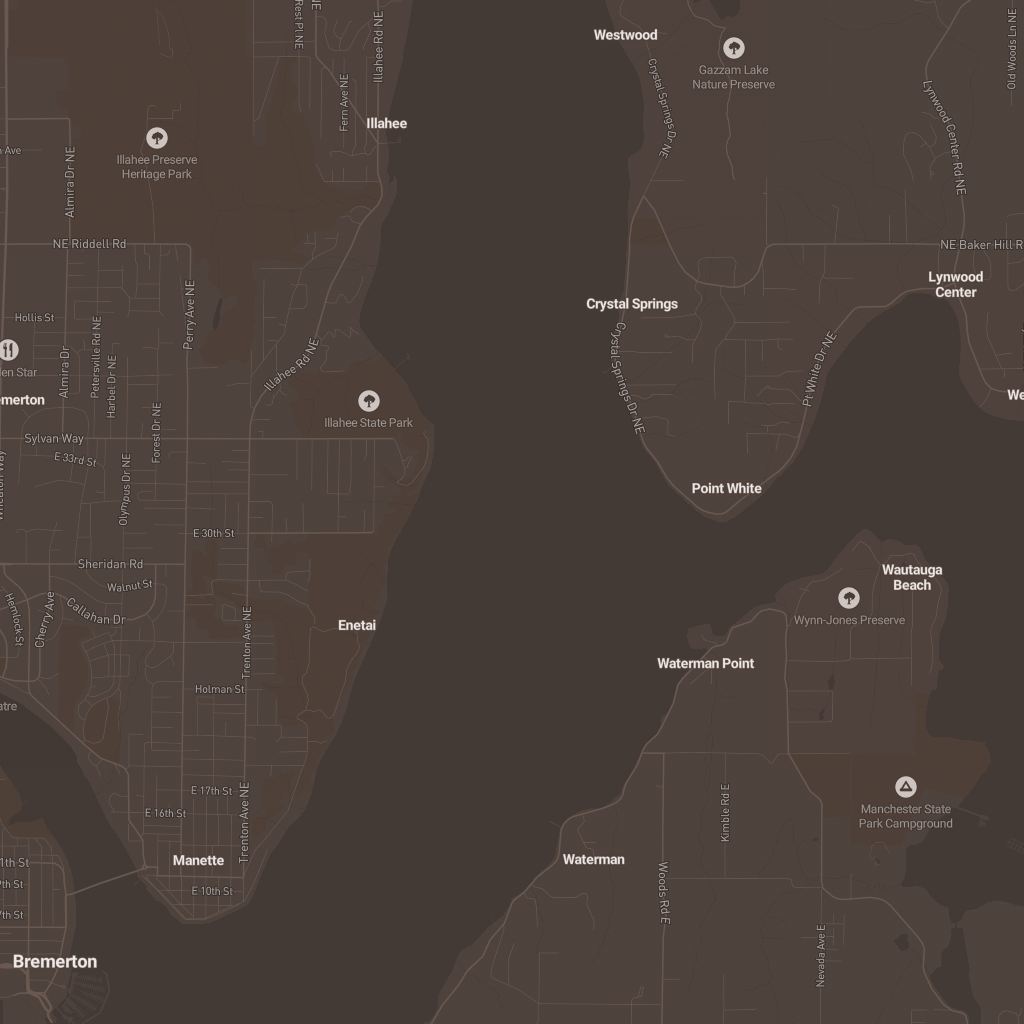 Rest Pl NE
NE
Illahee Rd NE
Westwood
Gazzam Lake
Nature Preserve
Old Woods Ln NE
Fern Ave NE
Crystal Springs Dr NE
Lynwood Center Rd NE
Illahee
Ave
Illahee Preserve
Heritage Park
Almira Dr NE
NE Riddell Rd
NE Baker Hill R
Lynwood
Center
Perry Ave NE
Crystal Springs
Hollis St
Petersville Rd NE
Harbel Dr NE
Almira Dr
Illahee Rd NE
Crystal Springs Dr NE
Pt White Dr NE
en Star
merton
We
Illahee State Park
Forest Dr NE
Sylvan Way
E 33rd St
Wheaton Way
Olympus Dr NE
Point White
E 30th St
Sheridan Rd
Wautauga
Beach
Walnut St
Callahan Dr
Hemlock St
Cherry Ave
Wynn-Jones Preserve
Enetai
Trenton Ave NE
Waterman Point
Holman St
atre
E 17th St
E 16th St
Trenton Ave NE
Kimble Rd E
Manchester State
Park Campground
Manette
Waterman
1th St
9th St
E 10th St
Woods Rd E
7th St
Nevada Ave E
Bremerton